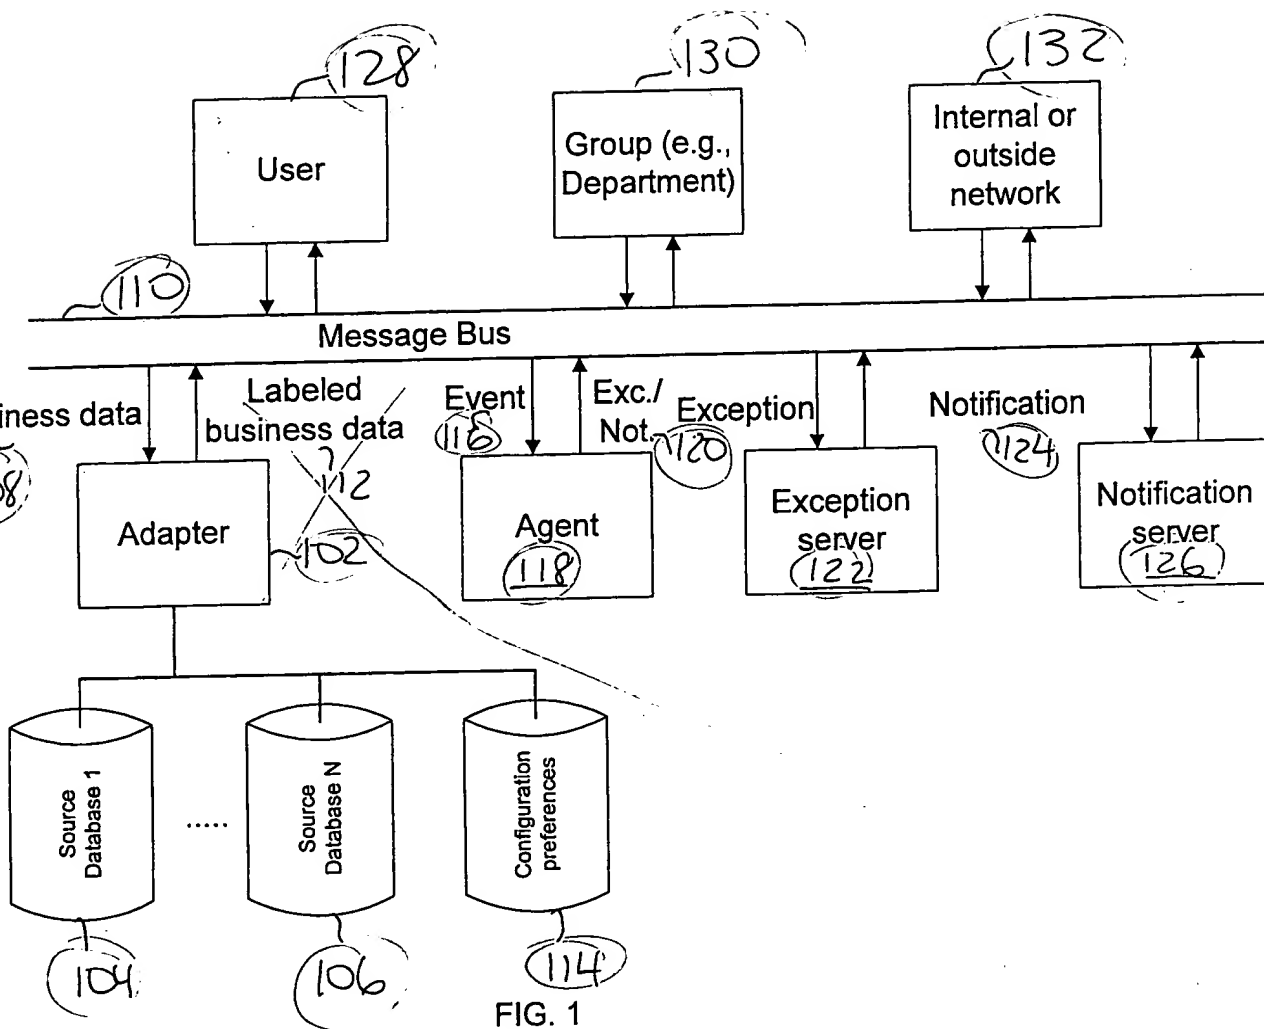 128
130
132
User
Group (e.g.,
Department)
Internal or
outside
network
110
Message Bus
iness data
Labeled
business data
Event
Exc./
Not.
Exception
Notification
08
112
116
120
124
Adapter
102
Agent
118
Exception
server
122
Notification
server
126
Source
Database 1
.....
Source
Database N
Configuration
preferences
104
106
114
FIG. 1